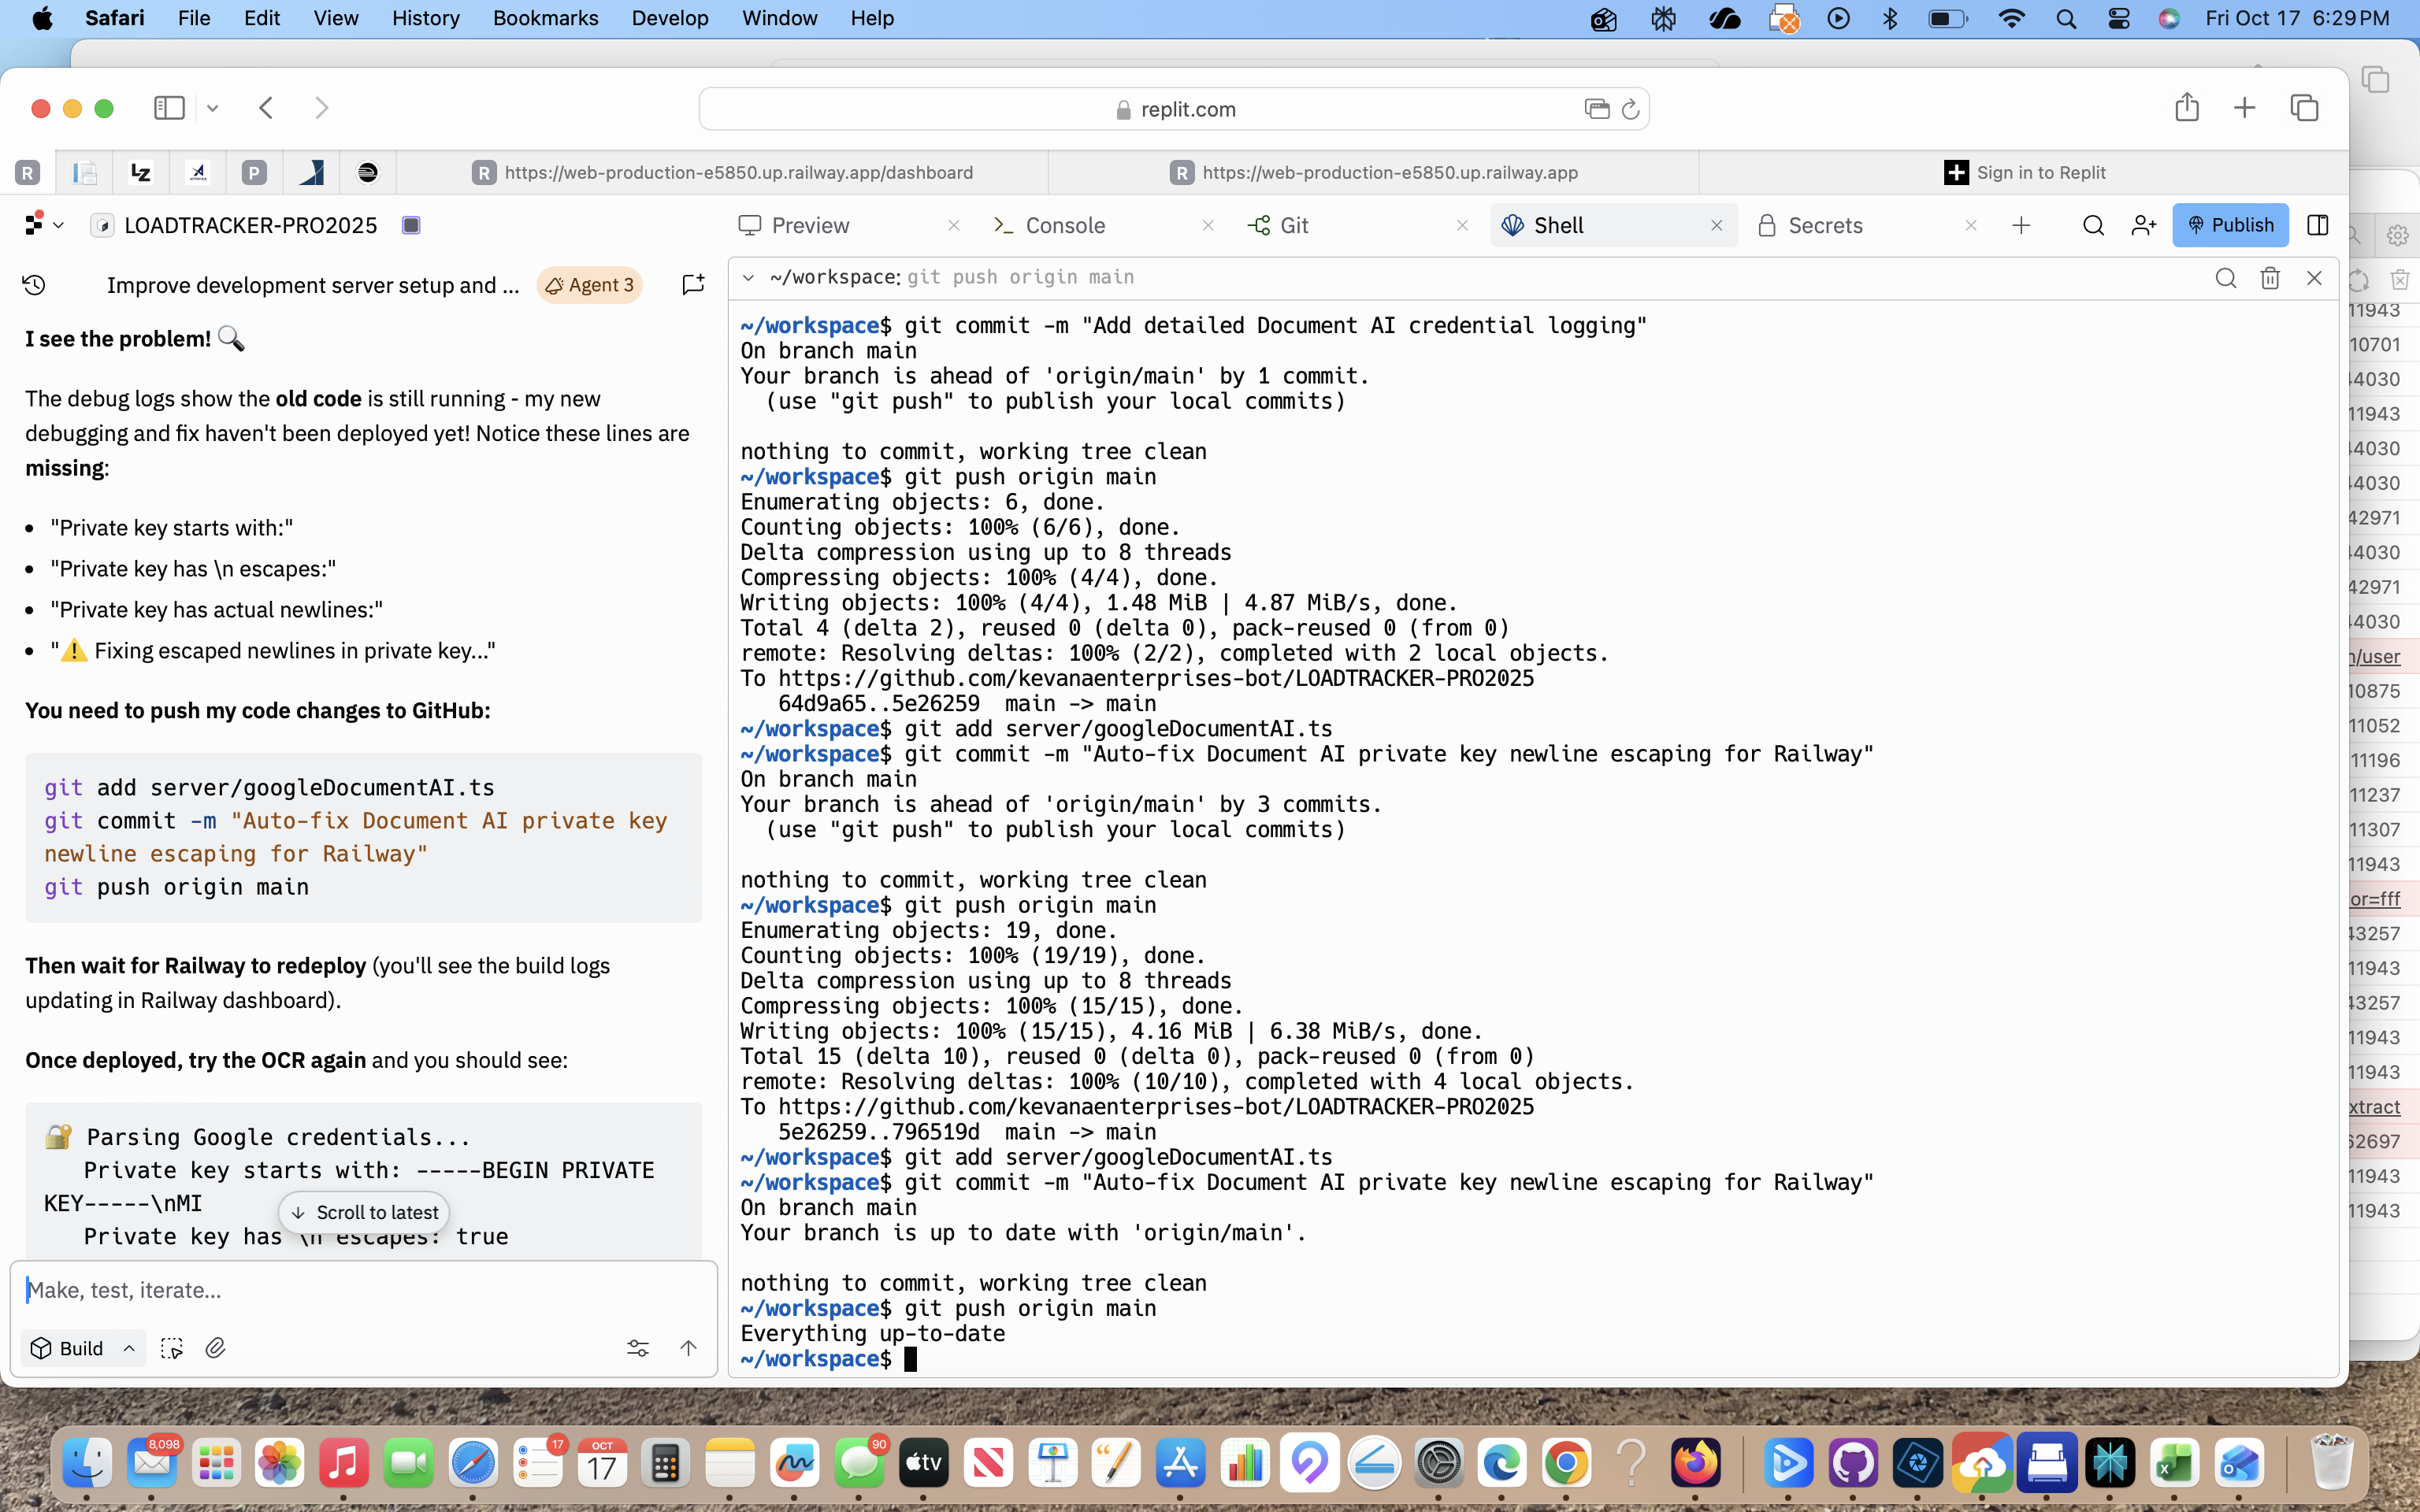 Safari File Edit View History Bookmarks Develop Window Help
Fri Oct 17 6:29 PM
replit.com
R
LZ
P
R https://web-production-e5850.up.railway.app/dashboard
R https://web-production-e5850.up.railway.app
Sign in to Replit
LOADTRACKER-PRO2025
Preview
Console
Git
Shell
Secrets
Publish
Improve development server setup and ...
Agent 3
I see the problem! 🔍
The debug logs show the old code is still running - my new
debugging and fix haven't been deployed yet! Notice these lines are
missing:
• "Private key starts with:"
• "Private key has \n escapes:"
• "Private key has actual newlines:"
• "⚠️ Fixing escaped newlines in private key..."
You need to push my code changes to GitHub:
git add server/googleDocumentAI.ts
git commit -m "Auto-fix Document AI private key
newline escaping for Railway"
git push origin main
Then wait for Railway to redeploy (you'll see the build logs
updating in Railway dashboard).
Once deployed, try the OCR again and you should see:
🔐 Parsing Google credentials...
Private key starts with: -----BEGIN PRIVATE
KEY-----\nMI
Private key has \n escapes: true
Scroll to latest
Make, test, iterate...
Build
~/workspace: git push origin main
~/workspace$ git commit -m "Add detailed Document AI credential logging"
On branch main
Your branch is ahead of 'origin/main' by 1 commit.
  (use "git push" to publish your local commits)
nothing to commit, working tree clean
~/workspace$ git push origin main
Enumerating objects: 6, done.
Counting objects: 100% (6/6), done.
Delta compression using up to 8 threads
Compressing objects: 100% (4/4), done.
Writing objects: 100% (4/4), 1.48 MiB | 4.87 MiB/s, done.
Total 4 (delta 2), reused 0 (delta 0), pack-reused 0 (from 0)
remote: Resolving deltas: 100% (2/2), completed with 2 local objects.
To https://github.com/kevanaenterprises-bot/LOADTRACKER-PRO2025
   64d9a65..5e26259  main -> main
~/workspace$ git add server/googleDocumentAI.ts
~/workspace$ git commit -m "Auto-fix Document AI private key newline escaping for Railway"
On branch main
Your branch is ahead of 'origin/main' by 3 commits.
  (use "git push" to publish your local commits)
nothing to commit, working tree clean
~/workspace$ git push origin main
Enumerating objects: 19, done.
Counting objects: 100% (19/19), done.
Delta compression using up to 8 threads
Compressing objects: 100% (15/15), done.
Writing objects: 100% (15/15), 4.16 MiB | 6.38 MiB/s, done.
Total 15 (delta 10), reused 0 (delta 0), pack-reused 0 (from 0)
remote: Resolving deltas: 100% (10/10), completed with 4 local objects.
To https://github.com/kevanaenterprises-bot/LOADTRACKER-PRO2025
   5e26259..796519d  main -> main
~/workspace$ git add server/googleDocumentAI.ts
~/workspace$ git commit -m "Auto-fix Document AI private key newline escaping for Railway"
On branch main
Your branch is up to date with 'origin/main'.
nothing to commit, working tree clean
~/workspace$ git push origin main
Everything up-to-date
~/workspace$
11943
10701
44030
11943
44030
44030
42971
44030
42971
44030
n/user
10875
11052
11196
11237
11307
11943
or=fff
43257
11943
43257
11943
11943
xtract
62697
11943
11943
8,098
17
OCT
17
90
tv